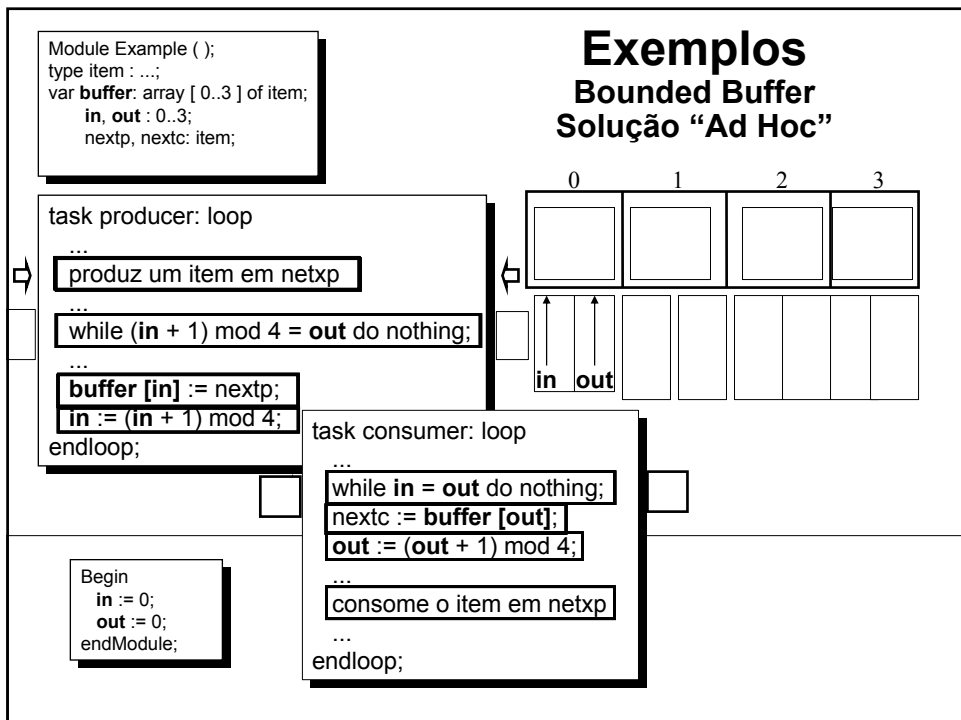 Module Example ( );
type item : ...;
var buffer: array [ 0..3 ] of item;
in, out : 0..3;
nextp, nextc: item;
Exemplos
Bounded Buffer
Solução “Ad Hoc”
0 1 2 3
in out
task producer: loop
...
produz um item em netxp
...
while (in + 1) mod 4 = out do nothing;
...
buffer [in] := nextp;
in := (in + 1) mod 4;
endloop;
task consumer: loop
...
while in = out do nothing;
nextc := buffer [out];
out := (out + 1) mod 4;
...
consome o item em netxp
...
endloop;
Begin
in := 0;
out := 0;
endModule;